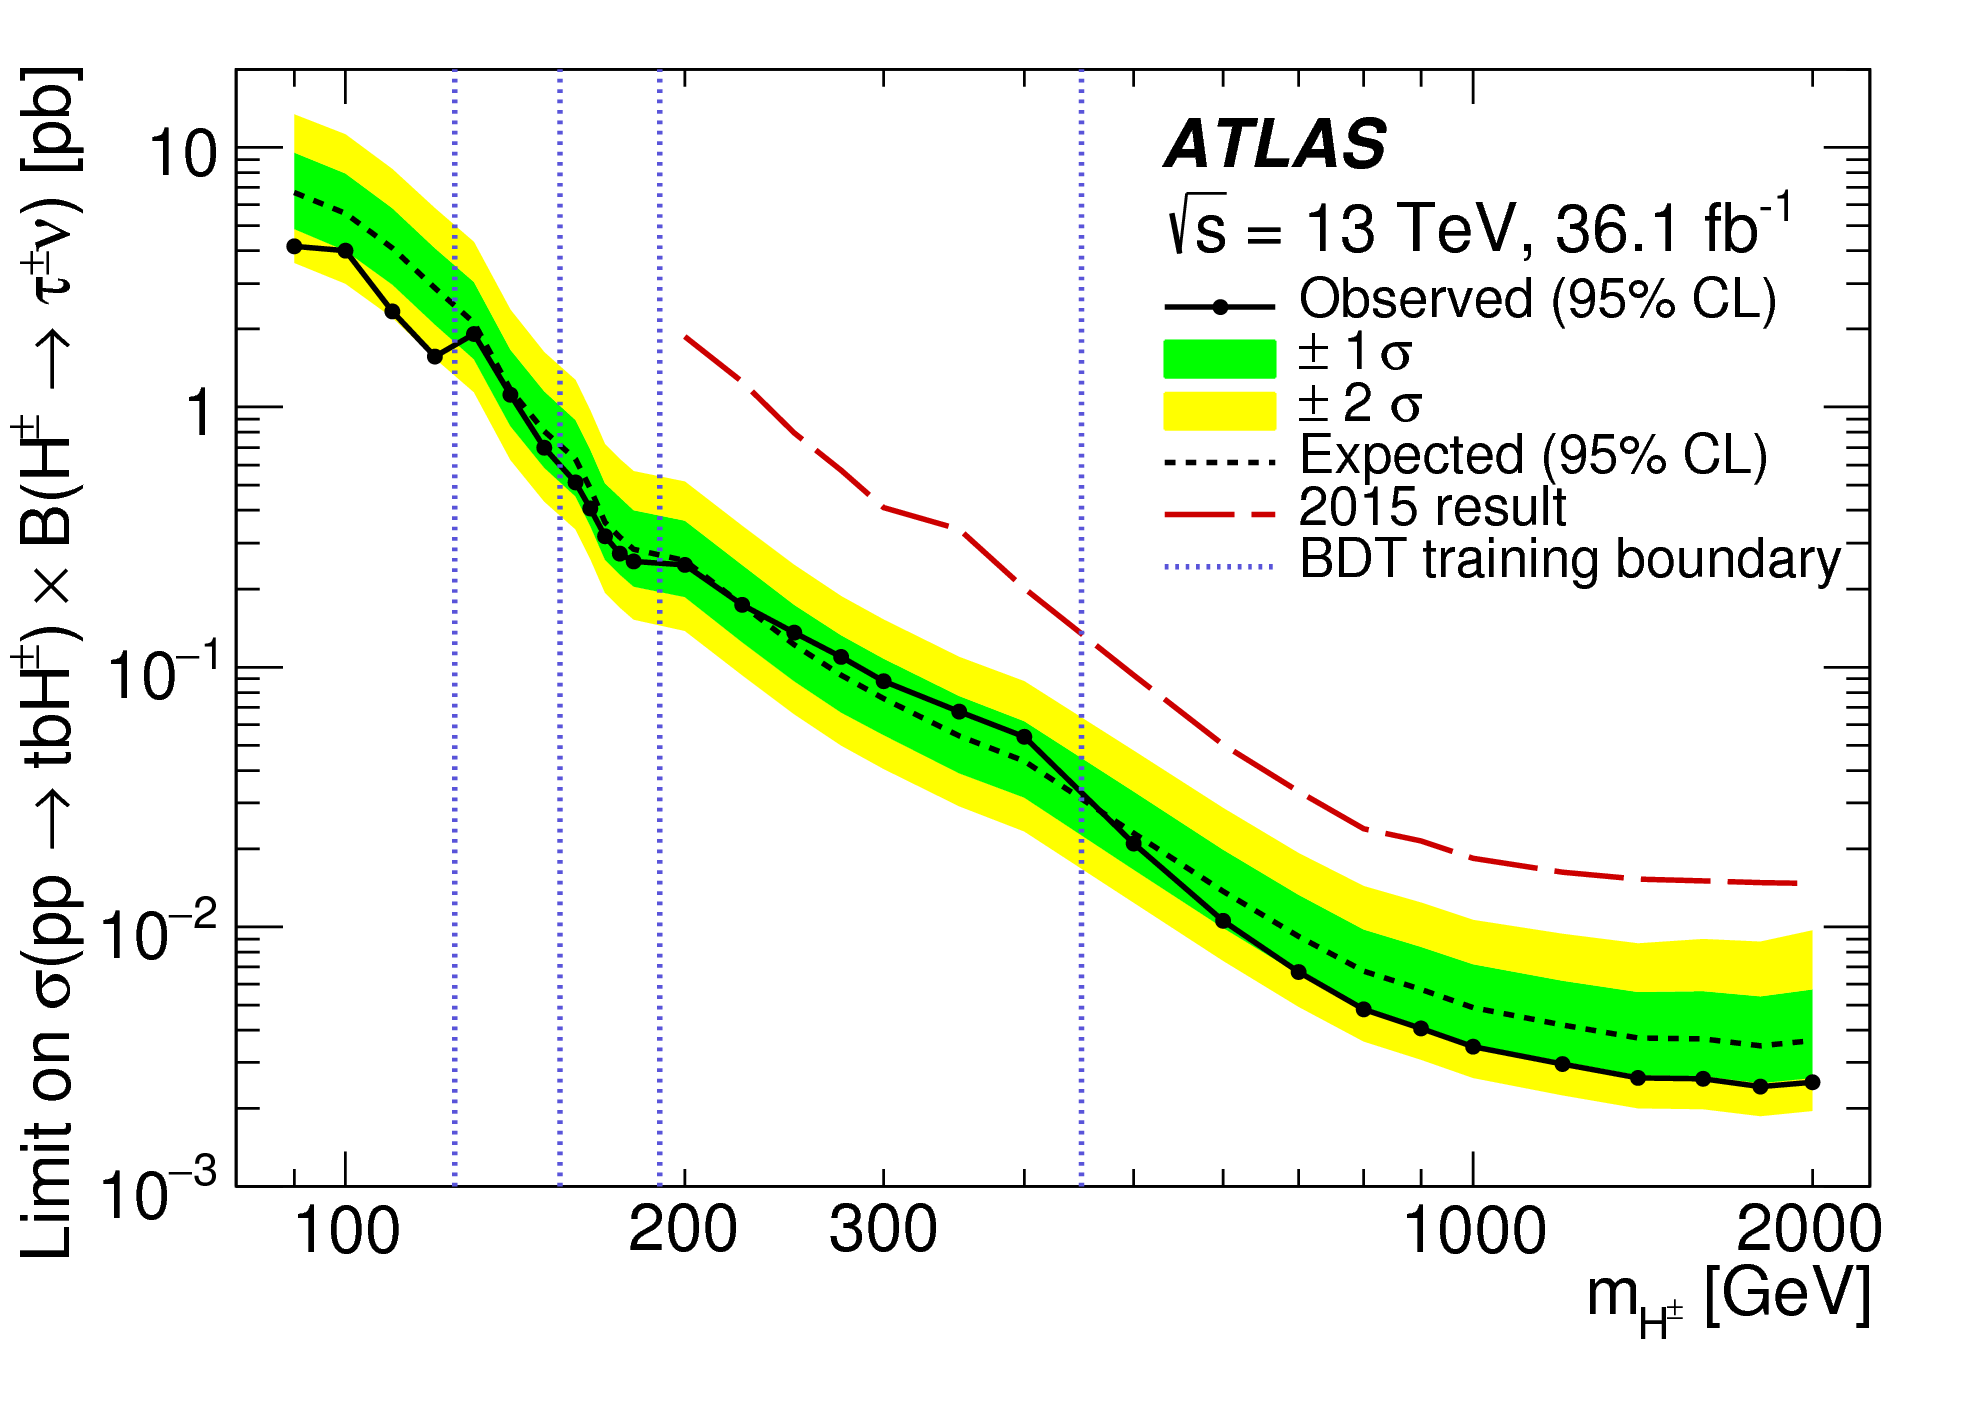 Limit on σ(pp → tbH±) × B(H± → τ±ν) [pb]
10
1
10⁻¹
10⁻²
10⁻³
ATLAS
√s = 13 TeV, 36.1 fb⁻¹
Observed (95% CL)
± 1 σ
± 2 σ
Expected (95% CL)
2015 result
BDT training boundary
100 200 300 1000 2000
m_H± [GeV]